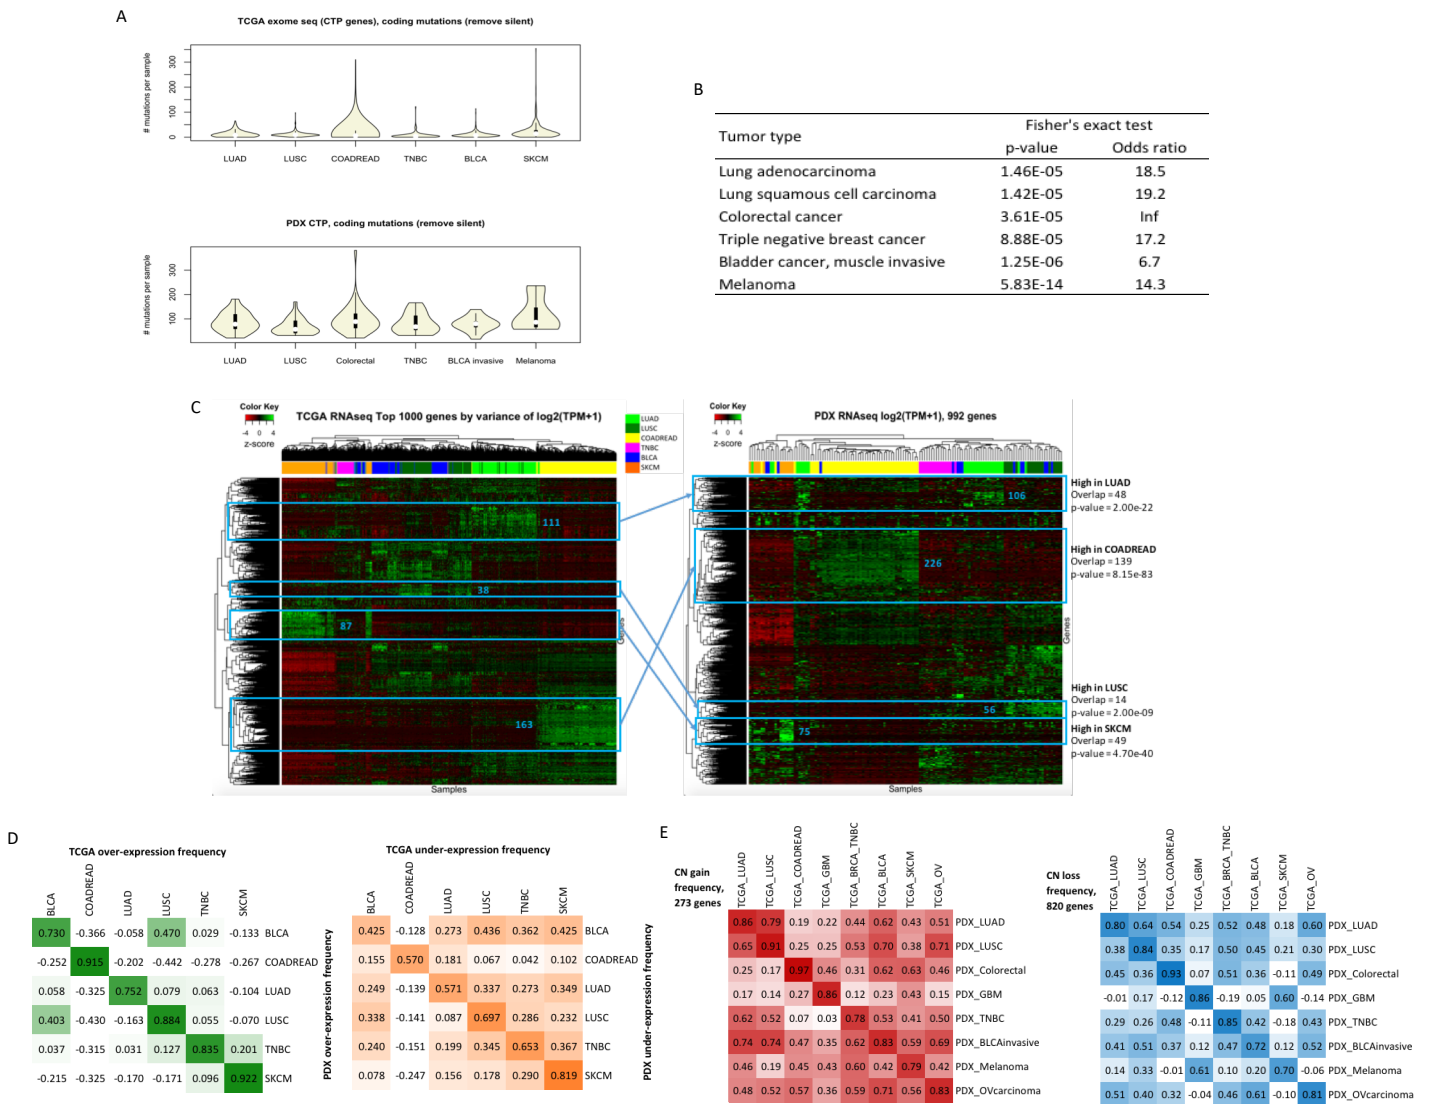 A
TCGA exome seq (CTP genes), coding mutations (remove silent)
# mutations per sample
0 100 200 300
LUAD LUSC COADREAD TNBC BLCA SKCM
PDX CTP, coding mutations (remove silent)
# mutations per sample
100 200 300
LUAD LUSC Colorectal TNBC BLCA invasive Melanoma
B
Tumor type Fisher's exact test
p-value Odds ratio
Lung adenocarcinoma 1.46E-05 18.5
Lung squamous cell carcinoma 1.42E-05 19.2
Colorectal cancer 3.61E-05 Inf
Triple negative breast cancer 8.88E-05 17.2
Bladder cancer, muscle invasive 1.25E-06 6.7
Melanoma 5.83E-14 14.3
C
Color Key
-4 0 4
z-score
TCGA RNAseq Top 1000 genes by variance of log2(TPM+1)
LUAD
LUSC
COADREAD
TNBC
BLCA
SKCM
111
38
87
163
Genes
Samples
Color Key
-4 0 4
z-score
PDX RNAseq log2(TPM+1), 992 genes
106
226
56
75
Genes
Samples
High in LUAD
Overlap = 48
p-value = 2.00e-22
High in COADREAD
Overlap = 139
p-value = 8.15e-83
High in LUSC
Overlap = 14
p-value = 2.00e-09
High in SKCM
Overlap = 49
p-value = 4.70e-40
D
TCGA over-expression frequency
BLCA COADREAD LUAD LUSC TNBC SKCM
0.730 -0.366 -0.058 0.470 0.029 -0.133 BLCA
-0.252 0.915 -0.202 -0.442 -0.278 -0.267 COADREAD
0.058 -0.325 0.752 0.079 0.063 -0.104 LUAD
0.403 -0.430 -0.163 0.884 0.055 -0.070 LUSC
0.037 -0.315 0.031 0.127 0.835 0.201 TNBC
-0.215 -0.325 -0.170 -0.171 0.096 0.922 SKCM
PDX over-expression frequency
TCGA under-expression frequency
BLCA COADREAD LUAD LUSC TNBC SKCM
0.425 -0.128 0.273 0.436 0.362 0.425 BLCA
0.155 0.570 0.181 0.067 0.042 0.102 COADREAD
0.249 -0.139 0.571 0.337 0.273 0.349 LUAD
0.338 -0.141 0.087 0.697 0.286 0.232 LUSC
0.240 -0.151 0.199 0.345 0.653 0.367 TNBC
0.078 -0.247 0.156 0.178 0.290 0.819 SKCM
PDX under-expression frequency
E
CN gain
frequency,
273 genes
TCGA_LUAD TCGA_LUSC TCGA_COADREAD TCGA_GBM TCGA_BRCA_TNBC TCGA_BLCA TCGA_SKCM TCGA_OV
0.86 0.79 0.19 0.22 0.44 0.62 0.43 0.51 PDX_LUAD
0.65 0.91 0.25 0.25 0.53 0.70 0.38 0.71 PDX_LUSC
0.25 0.17 0.97 0.46 0.31 0.62 0.63 0.46 PDX_Colorectal
0.17 0.14 0.27 0.86 0.12 0.23 0.43 0.15 PDX_GBM
0.62 0.52 0.07 0.03 0.78 0.53 0.41 0.50 PDX_TNBC
0.74 0.74 0.47 0.35 0.62 0.83 0.59 0.69 PDX_BLCAinvasive
0.46 0.19 0.45 0.43 0.60 0.42 0.79 0.42 PDX_Melanoma
0.48 0.52 0.57 0.36 0.59 0.71 0.56 0.83 PDX_OVcarcinoma
CN loss
frequency,
820 genes
TCGA_LUAD TCGA_LUSC TCGA_COADREAD TCGA_GBM TCGA_BRCA_TNBC TCGA_BLCA TCGA_SKCM TCGA_OV
0.80 0.64 0.54 0.25 0.52 0.48 0.18 0.60 PDX_LUAD
0.38 0.84 0.35 0.17 0.50 0.45 0.21 0.30 PDX_LUSC
0.45 0.36 0.93 0.07 0.51 0.36 -0.11 0.49 PDX_Colorectal
-0.01 0.17 -0.12 0.86 -0.19 0.05 0.60 -0.14 PDX_GBM
0.29 0.26 0.48 -0.11 0.85 0.42 -0.18 0.43 PDX_TNBC
0.41 0.51 0.37 0.12 0.47 0.72 0.12 0.52 PDX_BLCAinvasive
0.14 0.33 -0.01 0.61 0.10 0.20 0.70 -0.06 PDX_Melanoma
0.51 0.40 0.32 -0.04 0.46 0.61 -0.10 0.81 PDX_OVcarcinoma